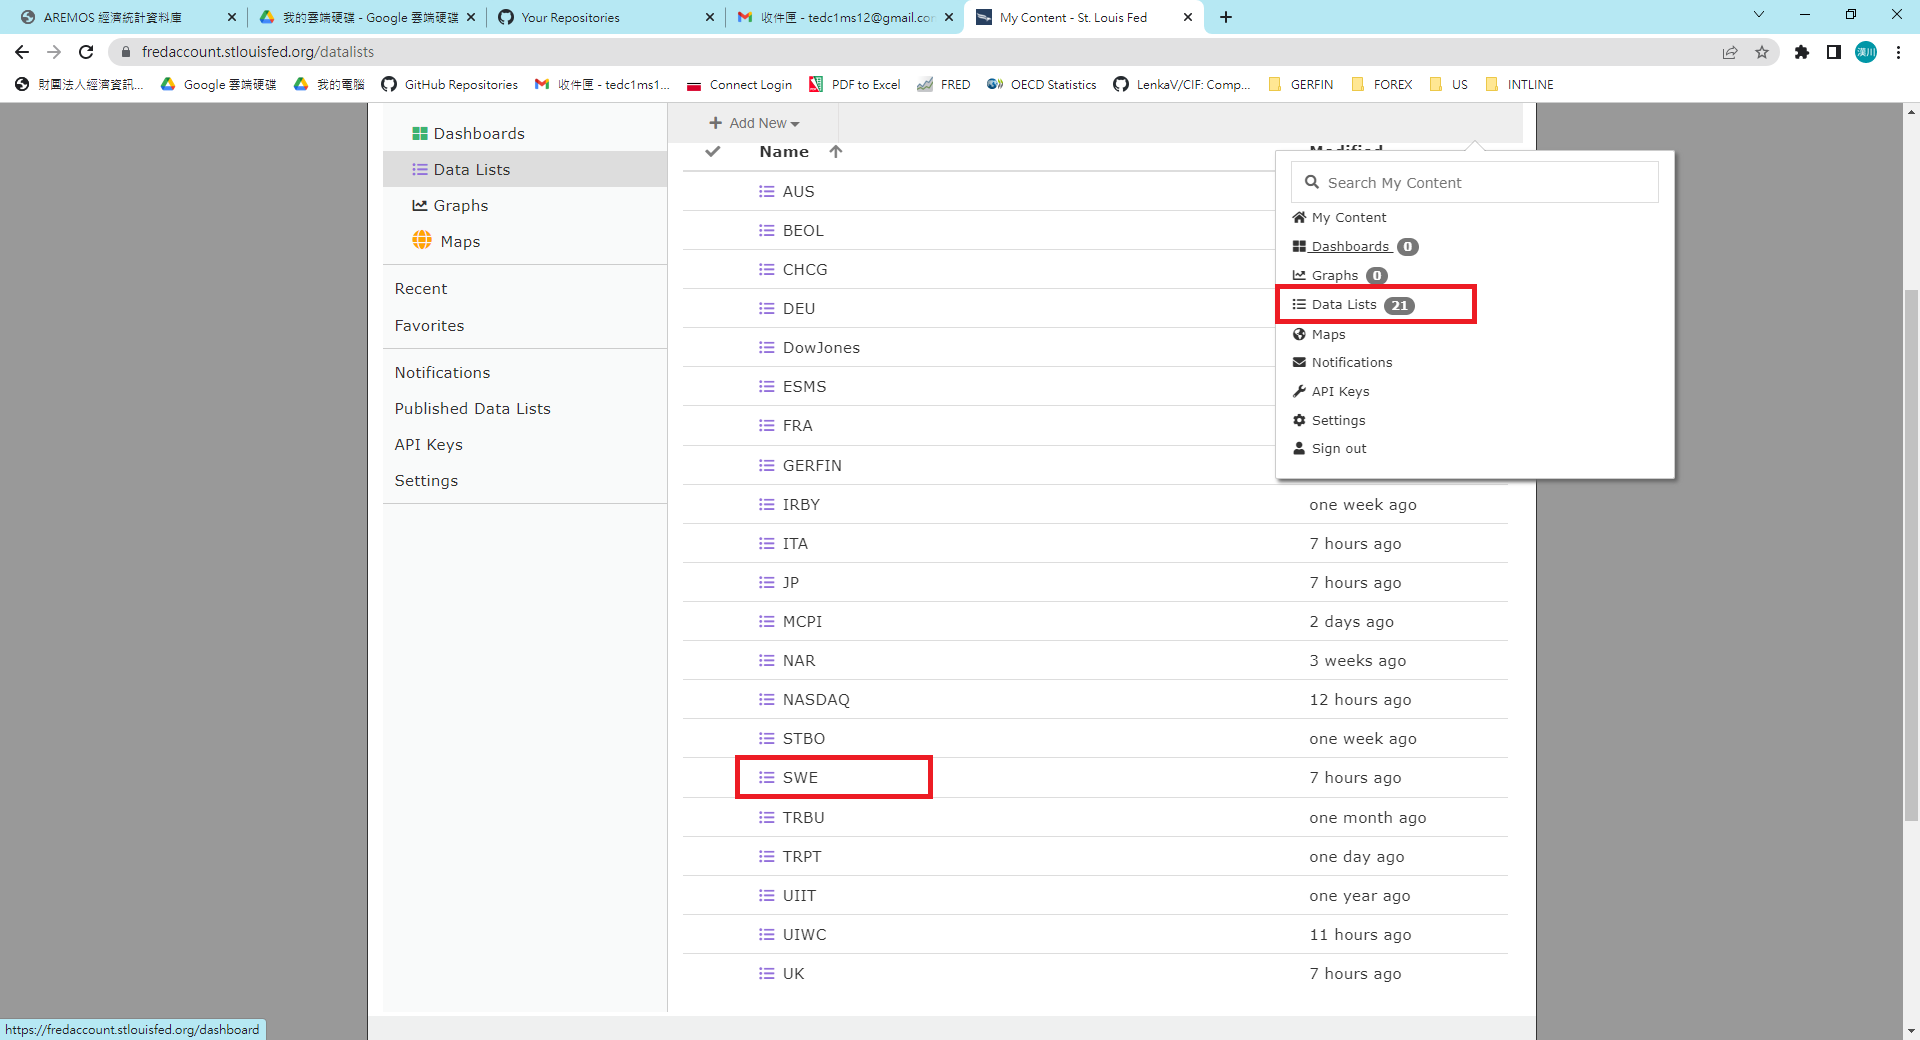 AREMOS 經濟統計資料庫
我的雲端硬碟 - Google 雲端硬碟
Your Repositories
收件匣 - tedc1ms12@gmail.com
My Content - St. Louis Fed
fredaccount.stlouisfed.org/datalists
漢川
財團法人經濟資訊...
Google 雲端硬碟
我的電腦
GitHub Repositories
收件匣 - tedc1ms1...
Connect Login
PDF to Excel
FRED
OECD Statistics
LenkaV/CIF: Comp...
GERFIN
FOREX
US
INTLINE
Dashboards
Data Lists
Graphs
Maps
Recent
Favorites
Notifications
Published Data Lists
API Keys
Settings
Add New
Name
Modified
AUS
BEOL
CHCG
DEU
DowJones
ESMS
FRA
GERFIN
IRBY one week ago
ITA 7 hours ago
JP 7 hours ago
MCPI 2 days ago
NAR 3 weeks ago
NASDAQ 12 hours ago
STBO one week ago
SWE 7 hours ago
TRBU one month ago
TRPT one day ago
UIIT one year ago
UIWC 11 hours ago
UK 7 hours ago
Search My Content
My Content
Dashboards 0
Graphs 0
Data Lists 21
Maps
Notifications
API Keys
Settings
Sign out
https://fredaccount.stlouisfed.org/dashboard